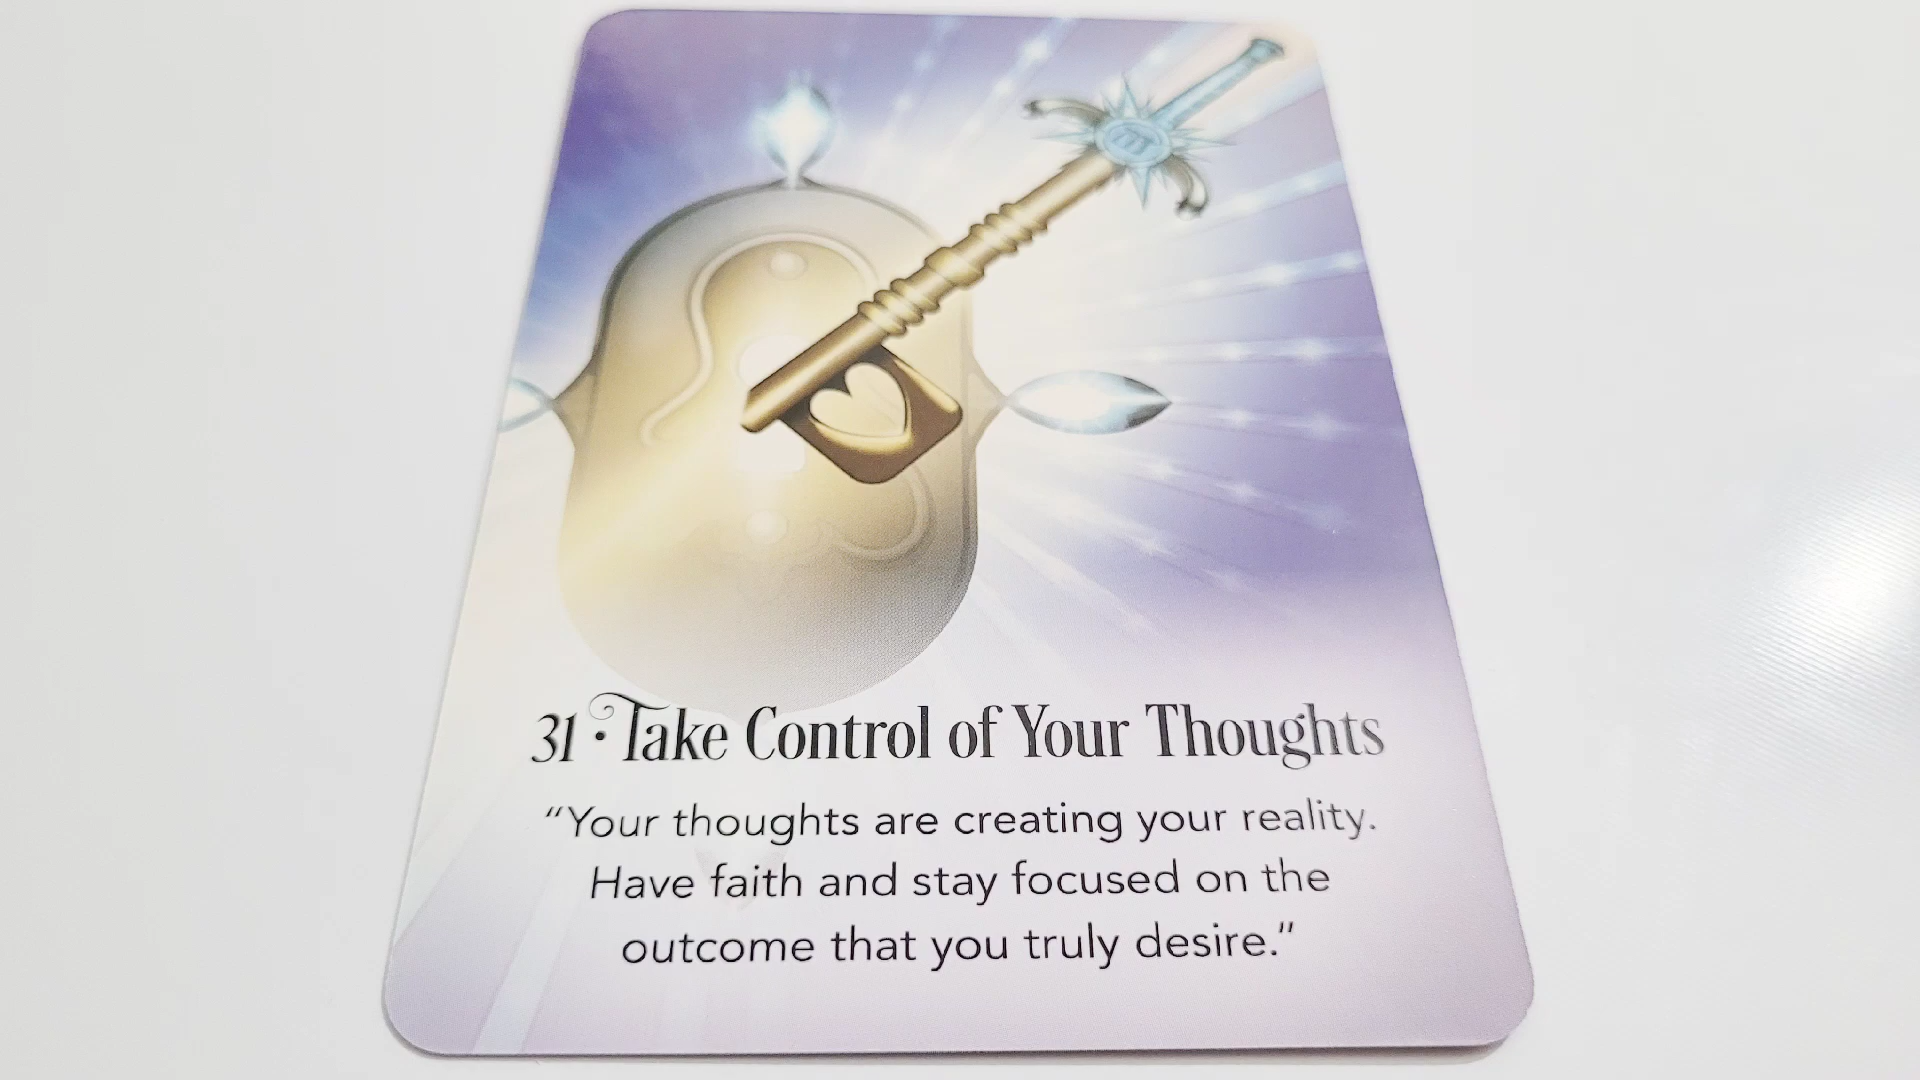 31 • Take Control of Your Thoughts
“Your thoughts are creating your reality.
Have faith and stay focused on the
outcome that you truly desire.”